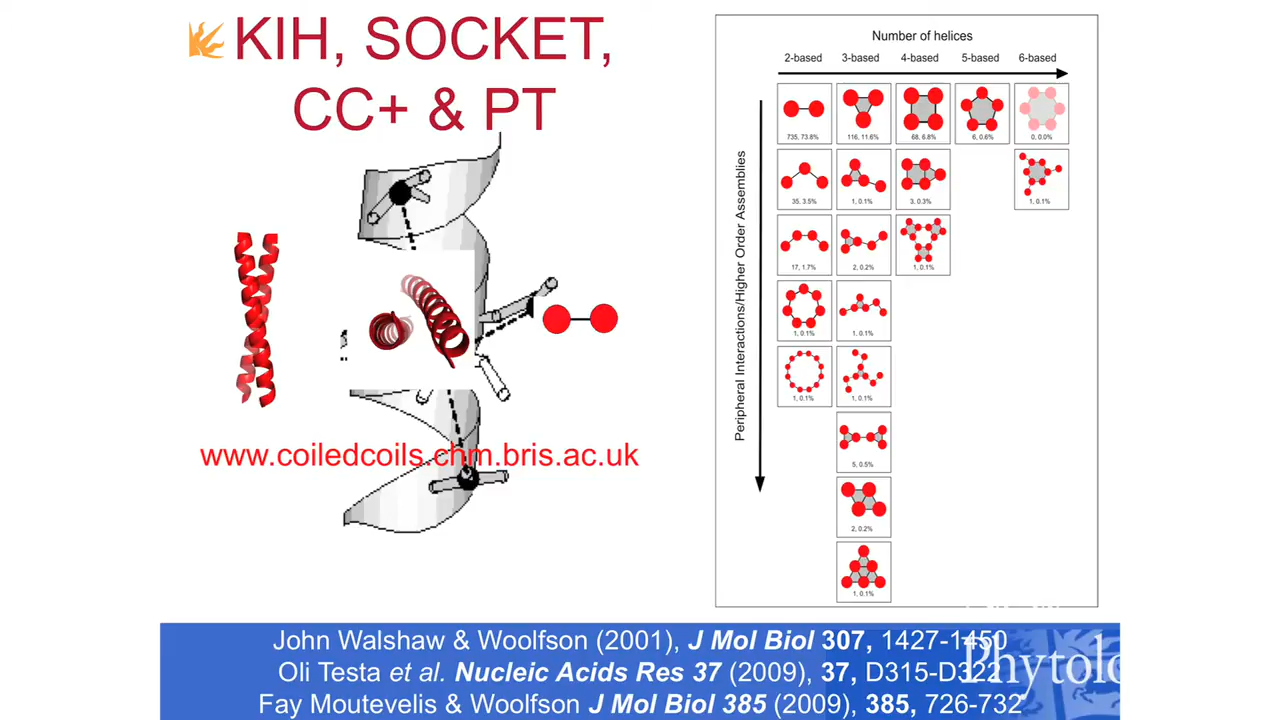 KIH, SOCKET,
CC+ & PT
www.coiledcoils.chm.bris.ac.uk
Number of helices
2-based 3-based 4-based 5-based 6-based
Peripheral Interactions/Higher Order Assemblies
735, 73.8% 116, 11.6% 68, 6.8% 6, 0.6% 0, 0.0%
35, 3.5% 1, 0.1% 3, 0.3% 1, 0.1%
17, 1.7% 2, 0.2% 1, 0.1%
1, 0.1% 1, 0.1%
1, 0.1% 1, 0.1%
5, 0.5%
2, 0.2%
1, 0.1%
John Walshaw & Woolfson (2001), J Mol Biol 307, 1427-1450
Oli Testa et al. Nucleic Acids Res 37 (2009), 37, D315-D322
Fay Moutevelis & Woolfson J Mol Biol 385 (2009), 385, 726-732
Phytolo